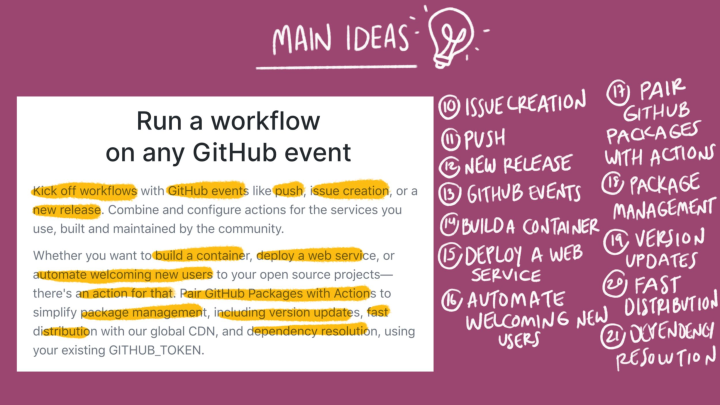 MAIN IDEAS
Run a workflow
on any GitHub event
Kick off workflows with GitHub events like push, issue creation, or a
new release. Combine and configure actions for the services you
use, built and maintained by the community.
Whether you want to build a container, deploy a web service, or
automate welcoming new users to your open source projects—
there's an action for that. Pair GitHub Packages with Actions to
simplify package management, including version updates, fast
distribution with our global CDN, and dependency resolution, using
your existing GITHUB_TOKEN.
10 ISSUE CREATION
11 PUSH
12 NEW RELEASE
13 GITHUB EVENTS
14 BUILD A CONTAINER
15 DEPLOY A WEB
SERVICE
16 AUTOMATE
WELCOMING NEW
USERS
17 PAIR
GITHUB
PACKAGES
WITH ACTIONS
18 PACKAGE
MANAGEMENT
19 VERSION
UPDATES
20 FAST
DISTRIBUTION
21 DEPENDENCY
RESOLUTION